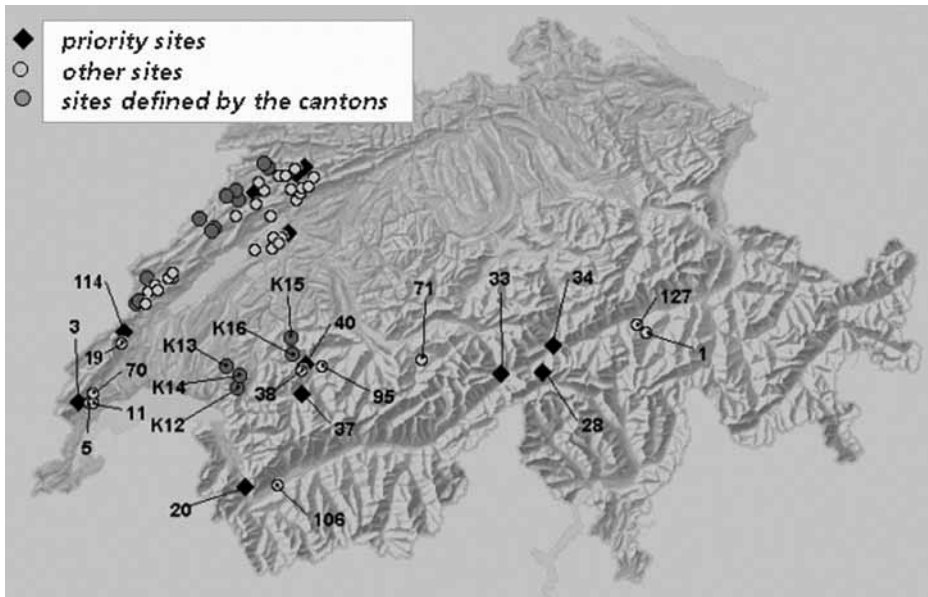 priority sites
other sites
sites defined by the cantons
114
K15
71
33
34
127
3
K16
40
K13
19
70
K14
38
95
1
11
K12
5
37
28
20
106